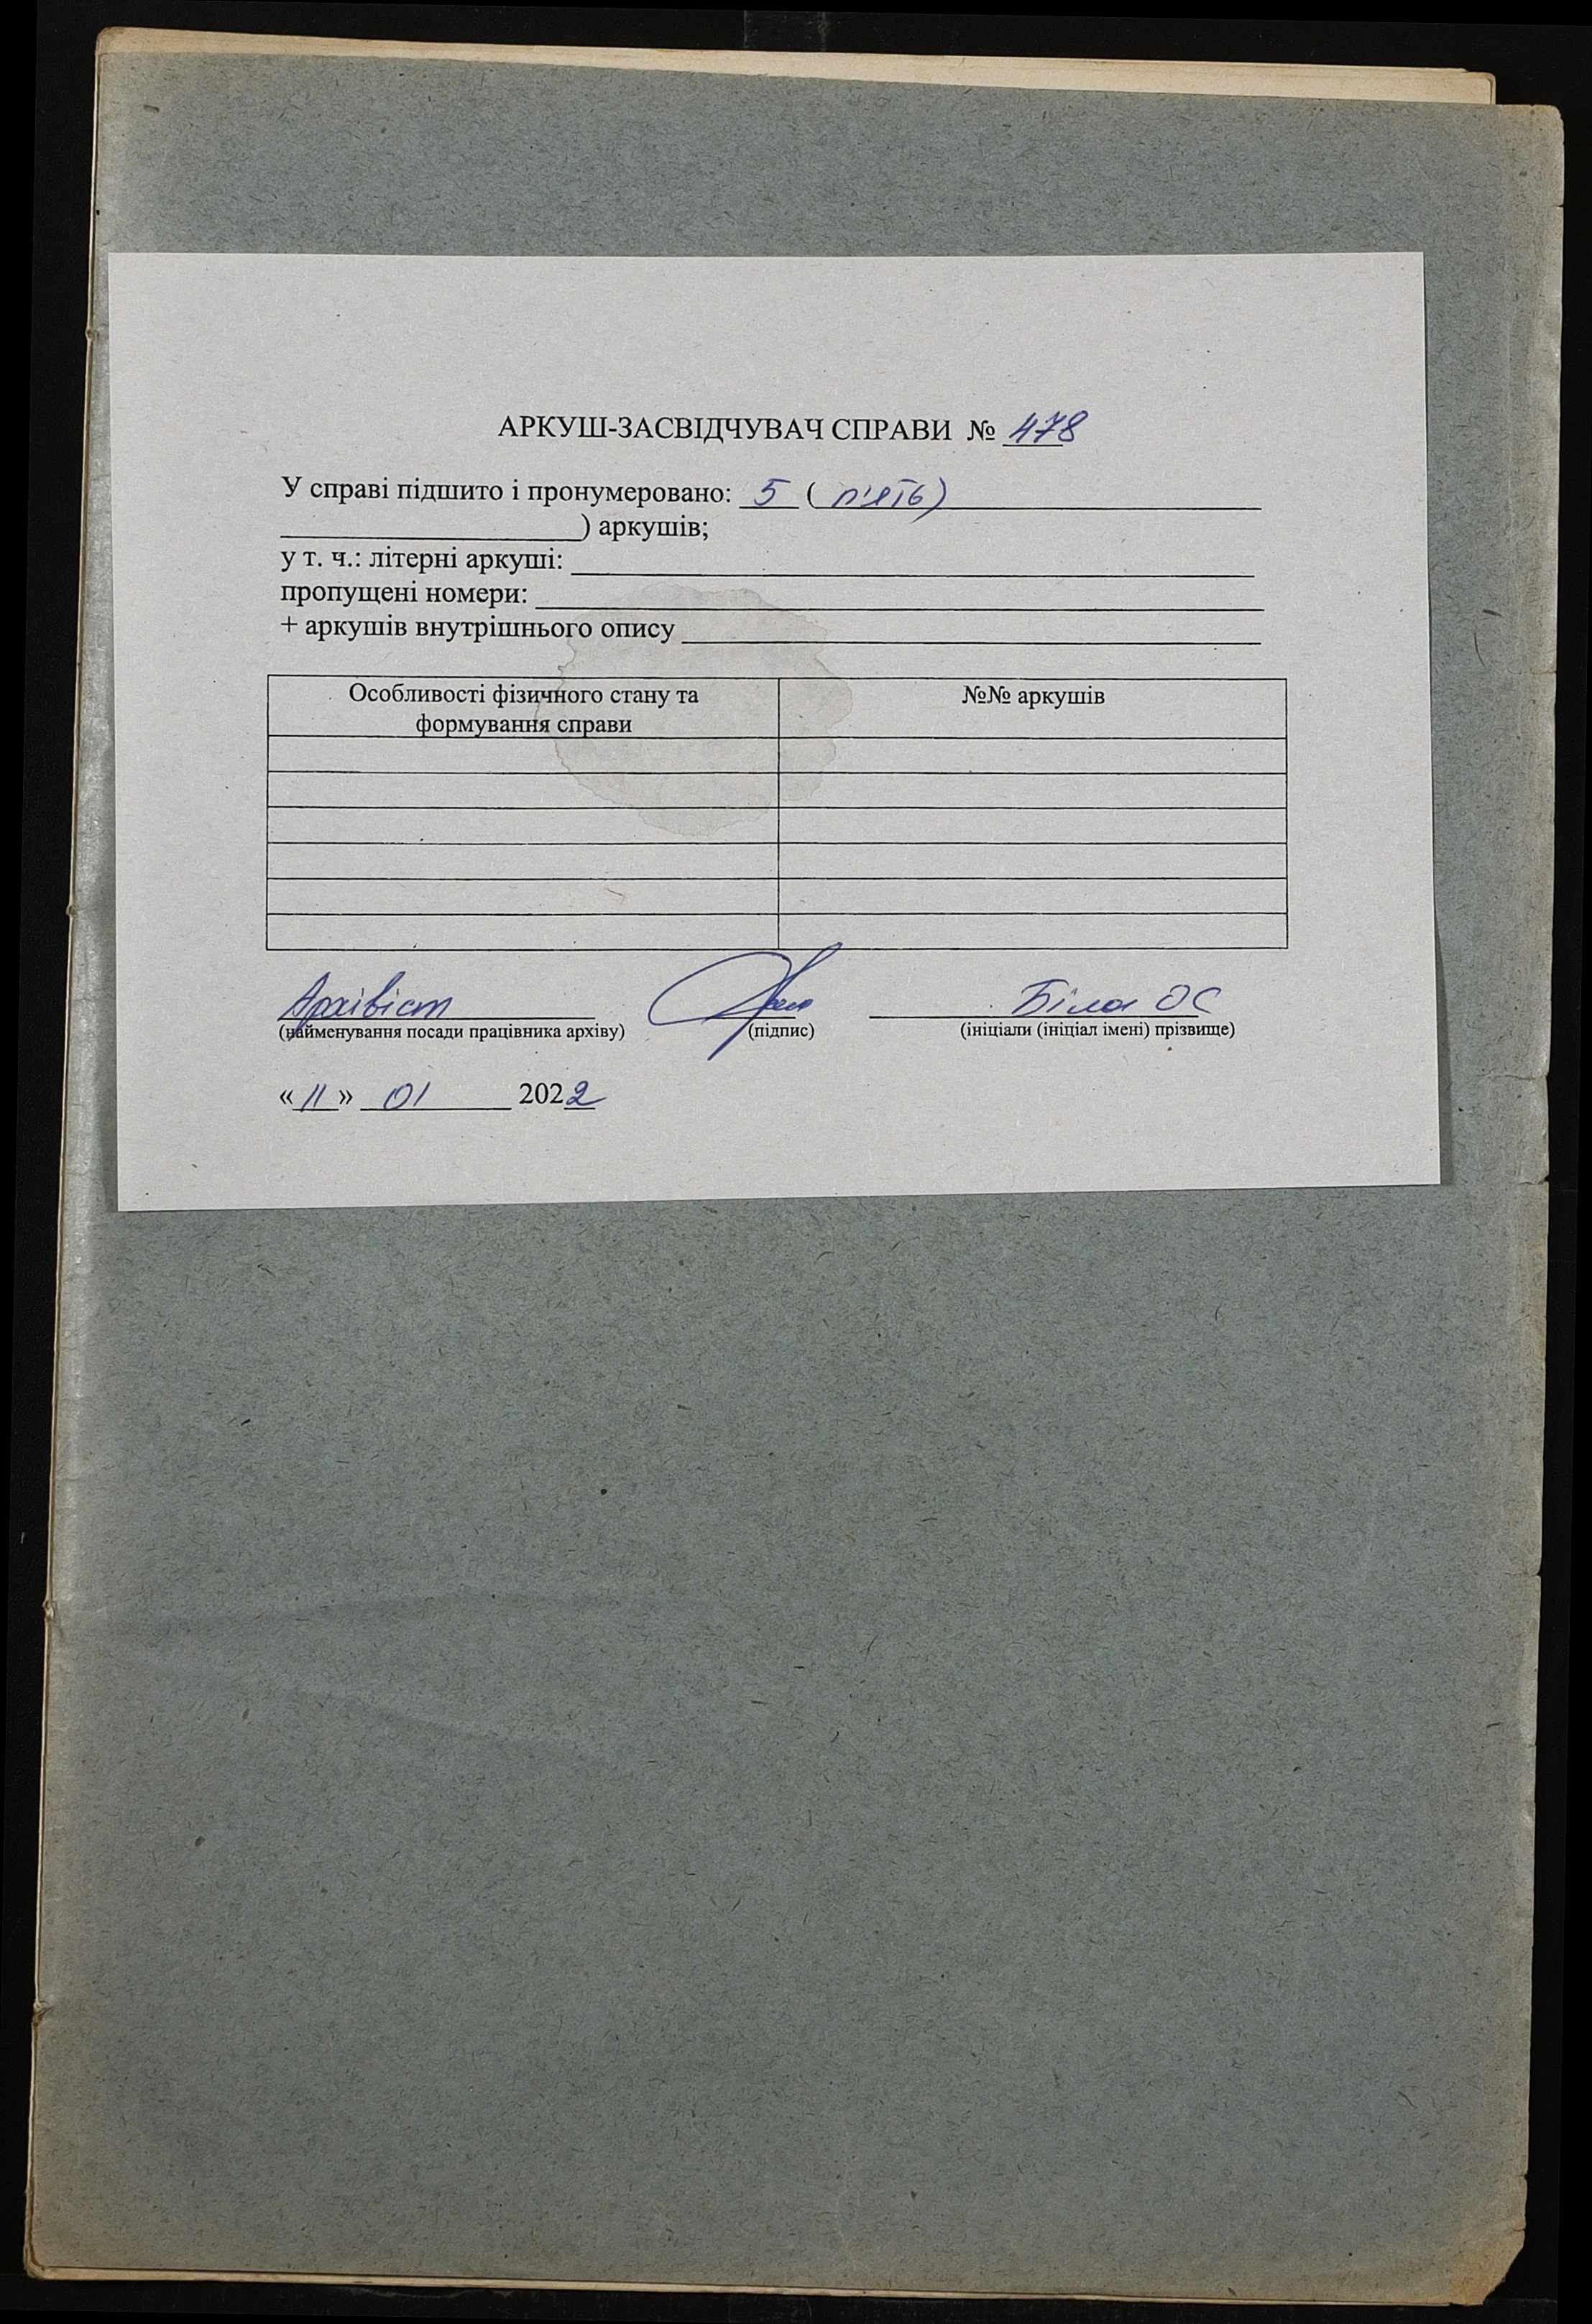 АРКУШ-ЗАСВІДЧУВАЧ СПРАВИ № 478
У справі підшито і пронумеровано: 5 ( п'ять)
) аркушів;
у т. ч.: літерні аркуші:
пропущені номери:
+ аркушів внутрішнього опису
Особливості фізичного стану та
формування справи
№№ аркушів
Архівіст Біла ОС
(найменування посади працівника архіву) (підпис) (ініціали (ініціал імені) прізвище)
«11» 01 2022